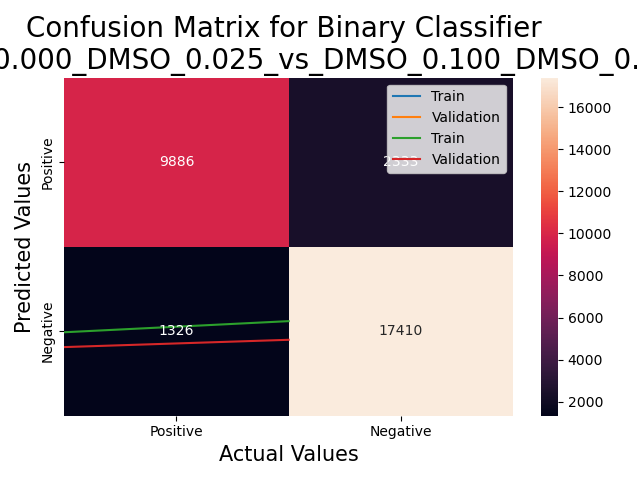 Confusion Matrix for Binary Classifier
0.000_DMSO_0.025_vs_DMSO_0.100_DMSO_0.
Train
Validation
Train
Validation
Predicted Values
Positive
Negative
9886
1326
17410
Positive
Negative
Actual Values
16000
14000
12000
10000
8000
6000
4000
2000